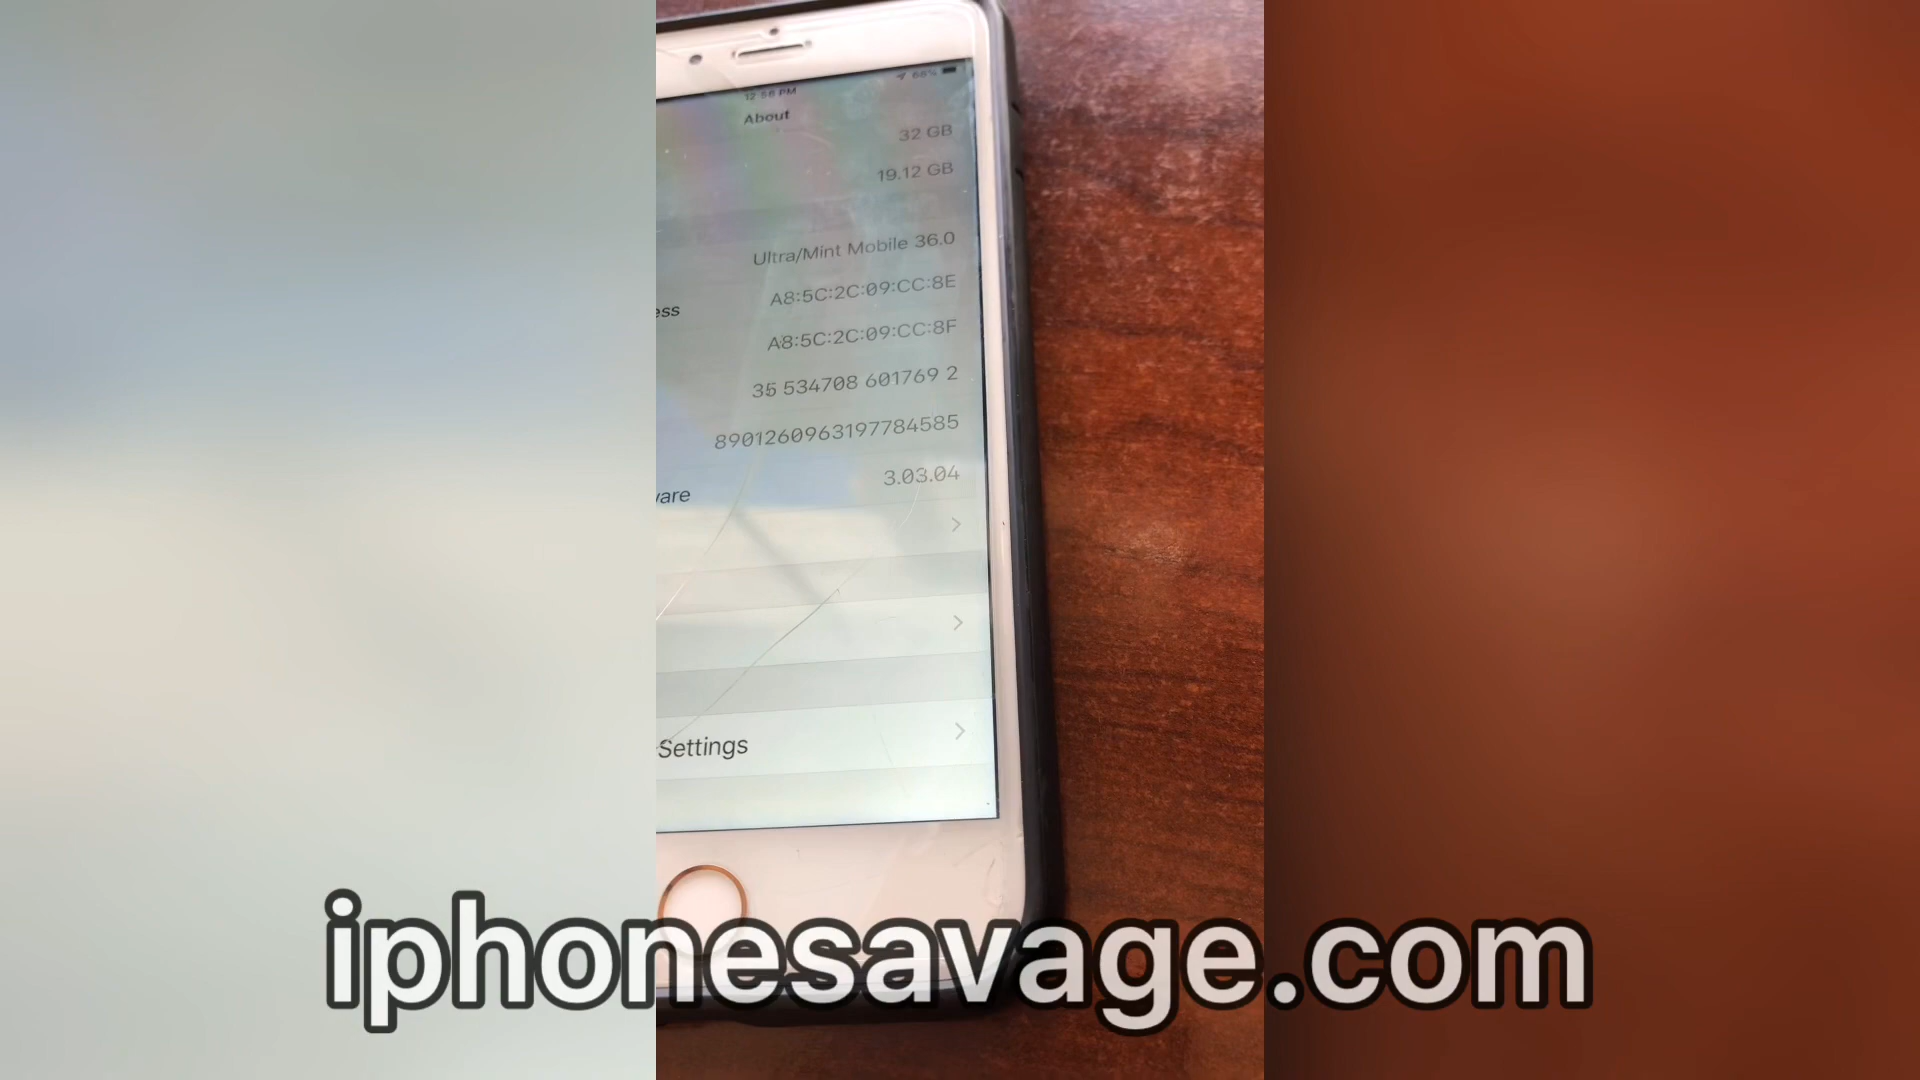 66%
12:56 PM
About
32 GB
19.12 GB
Ultra/Mint Mobile 36.0
ess A8:5C:2C:09:CC:8E
A8:5C:2C:09:CC:8F
35 534708 601769 2
8901260963197784585
vare 3.03.04
Settings
iphonesavage.com